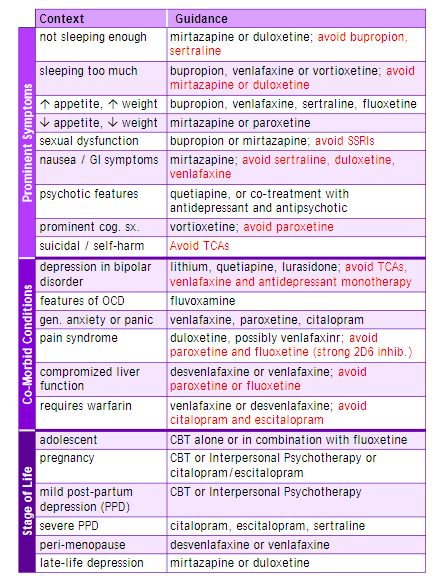 Context Guidance
Prominent Symptoms
not sleeping enough mirtazapine or duloxetine; avoid bupropion,
sertraline
sleeping too much bupropion, venlafaxine or vortioxetine; avoid
mirtazapine or duloxetine
↑ appetite, ↑ weight bupropion, venlafaxine, sertraline, fluoxetine
↓ appetite, ↓ weight mirtazapine or paroxetine
sexual dysfunction bupropion or mirtazapine; avoid SSRIs
nausea / GI symptoms mirtazapine; avoid sertraline, duloxetine,
venlafaxine
psychotic features quetiapine, or co-treatment with
antidepressant and antipsychotic
prominent cog. sx. vortioxetine; avoid paroxetine
suicidal / self-harm Avoid TCAs
Co-Morbid Conditions
depression in bipolar lithium, quetiapine, lurasidone; avoid TCAs,
disorder venlafaxine and antidepressant monotherapy
features of OCD fluvoxamine
gen. anxiety or panic venlafaxine, paroxetine, citalopram
pain syndrome duloxetine, possibly venlafaxinr; avoid
paroxetine and fluoxetine (strong 2D6 inhib.)
compromized liver desvenlafaxine or venlafaxine; avoid
function paroxetine or fluoxetine
requires warfarin venlafaxine or desvenlafaxine; avoid
citalopram and escitalopram
Stage of Life
adolescent CBT alone or in combination with fluoxetine
pregnancy CBT or Interpersonal Psychotherapy or
citalopram/escitalopram
mild post-partum CBT or Interpersonal Psychotherapy
depression (PPD)
severe PPD citalopram, escitalopram, sertraline
peri-menopause desvenlafaxine or venlafaxine
late-life depression mirtazapine or duloxetine